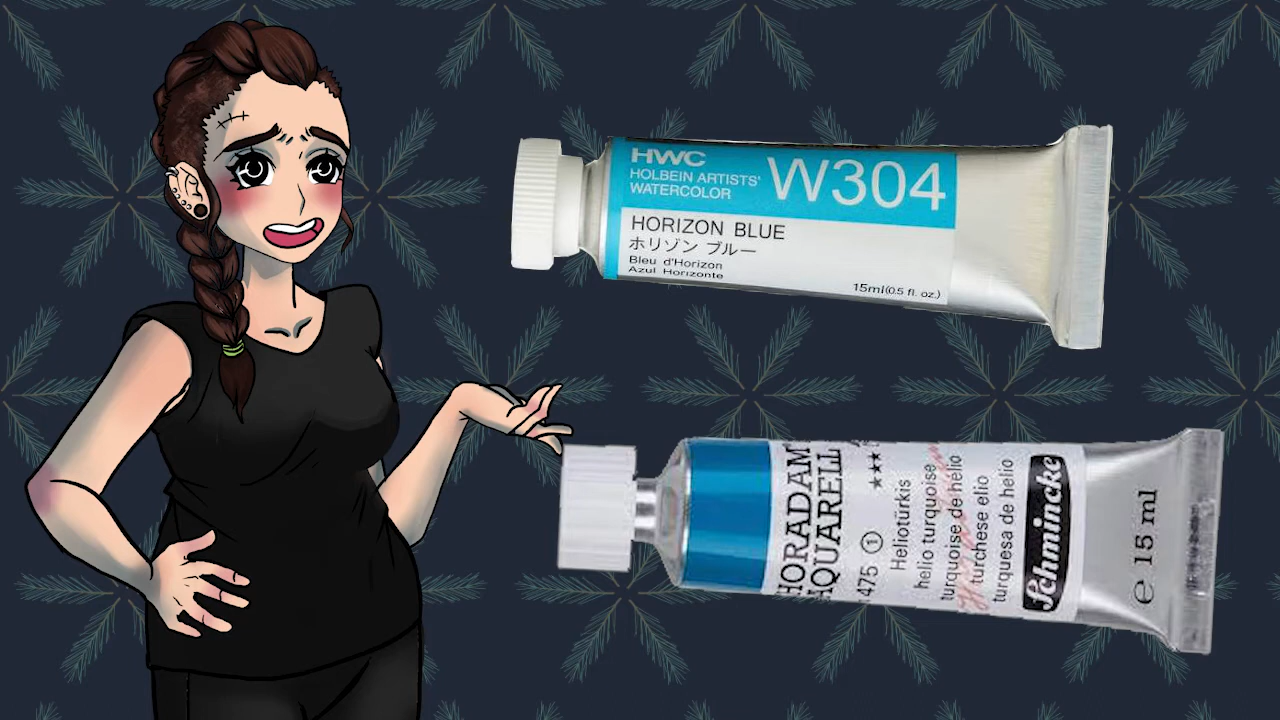 HWC
HOLBEIN ARTISTS'
WATERCOLOR
W304
HORIZON BLUE
ホリゾン ブルー
Bleu d'Horizon
Azul Horizonte
15ml(0.5 fl. oz.)
HORADAM
AQUARELL
475 1 ★★★
Heliotürkis
helio turquoise
turquoise de hélio
turchese elio
turquesa de helio
Schmincke
e 15 ml